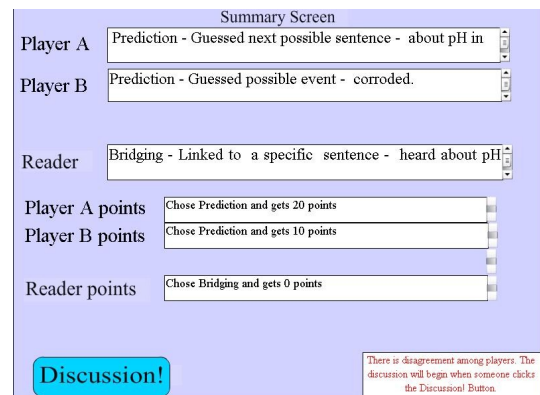 Summary Screen
Player A
Prediction - Guessed next possible sentence - about pH in
Player B
Prediction - Guessed possible event - corroded.
Reader
Bridging - Linked to a specific sentence - heard about pH
Player A points
Chose Prediction and gets 20 points
Player B points
Chose Prediction and gets 10 points
Reader points
Chose Bridging and gets 0 points
Discussion!
There is disagreement among players. The
discussion will begin when someone clicks
the Discussion! Button.